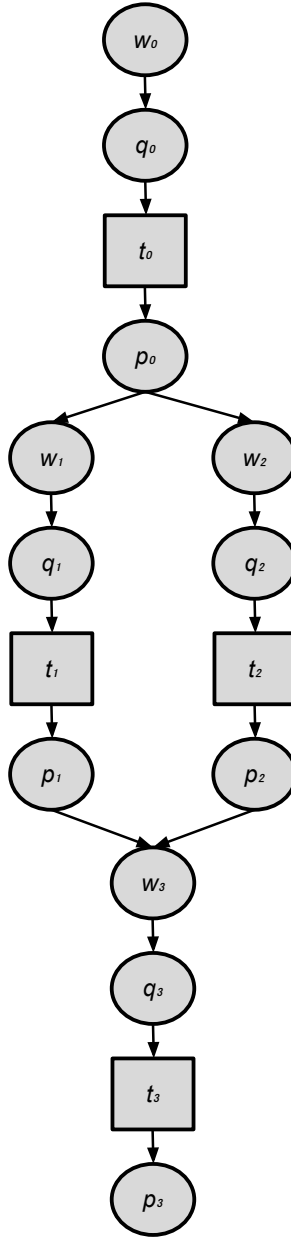 w₀
q₀
t₀
p₀
w₁ w₂
q₁ q₂
t₁ t₂
p₁ p₂
w₃
q₃
t₃
p₃